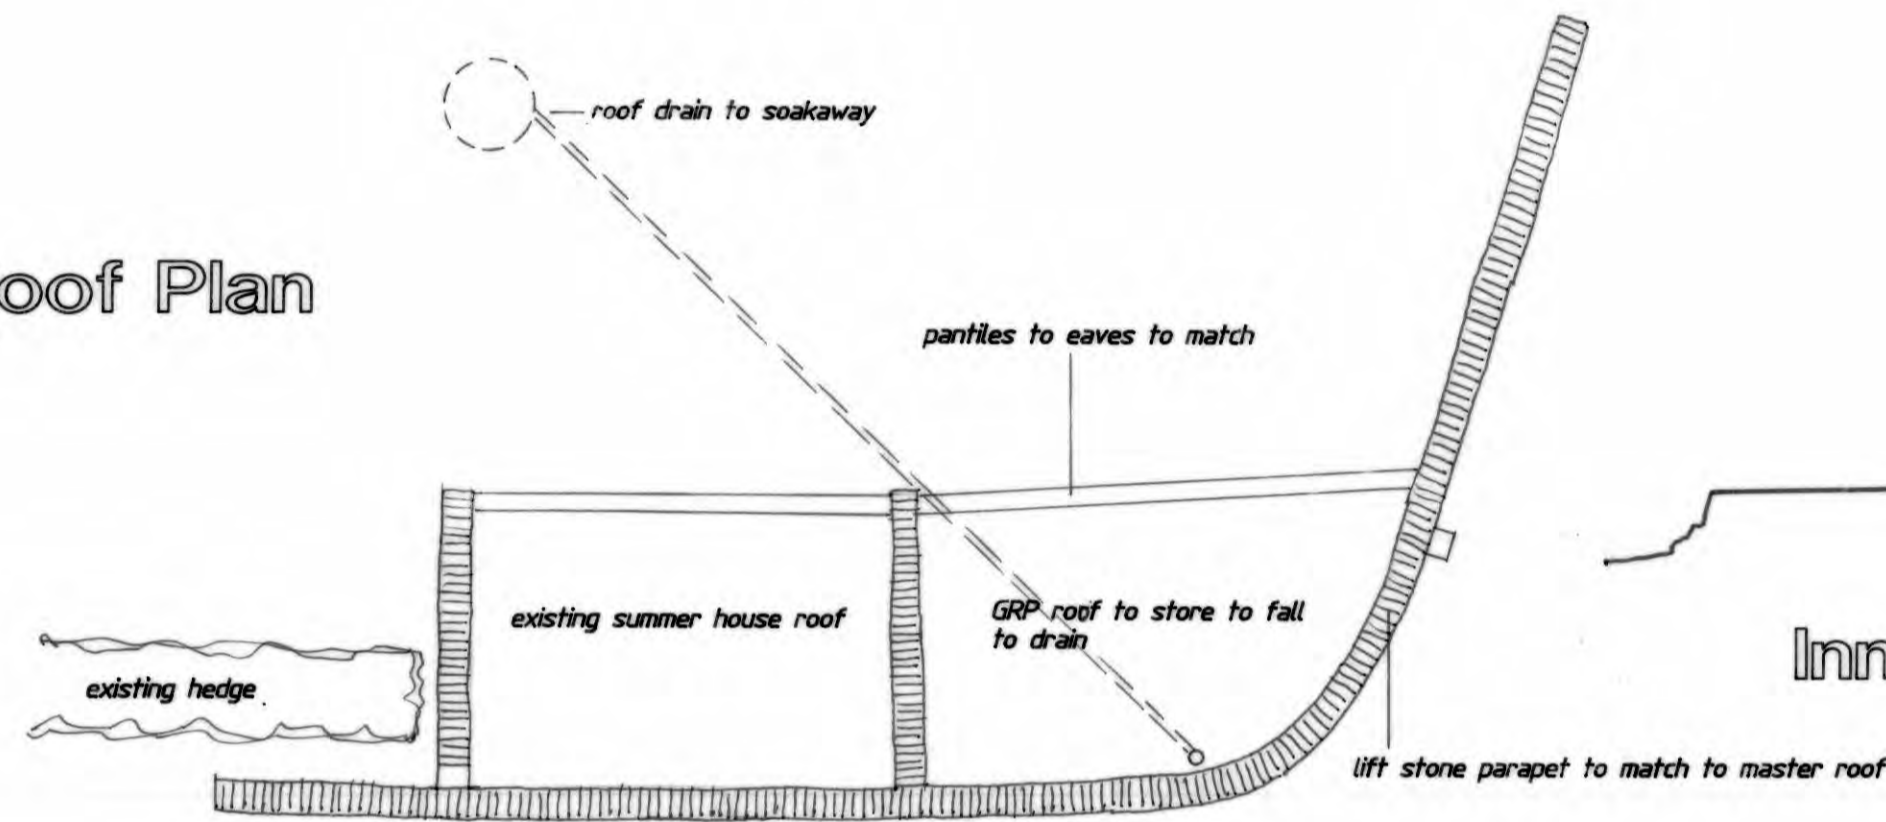 roof drain to soakaway
oof Plan
pantiles to eaves to match
existing summer house roof
GRP roof to store to fall
to drain
existing hedge
Inn
lift stone parapet to match to master roof